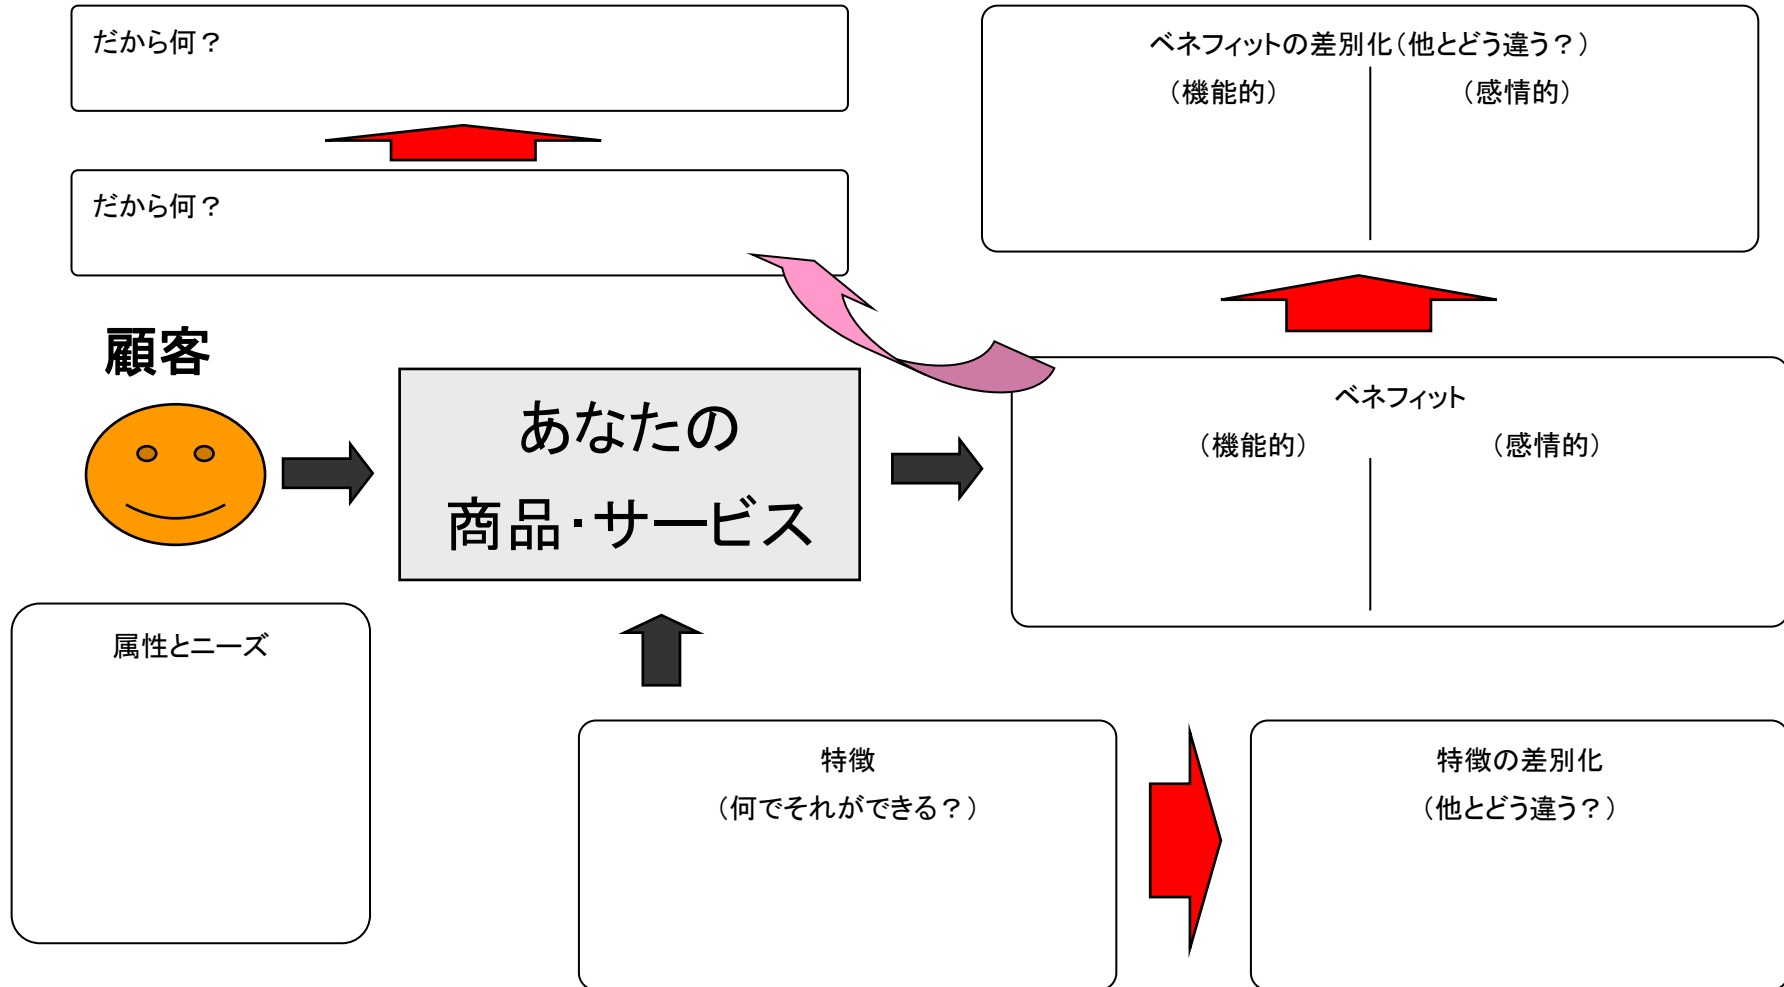 だから何？
だから何？
ベネフィットの差別化（他とどう違う？）
（機能的）
（感情的）
顧客
あなたの
商品・サービス
ベネフィット
（機能的）
（感情的）
属性とニーズ
特徴
（何でそれができる？）
特徴の差別化
（他とどう違う？）